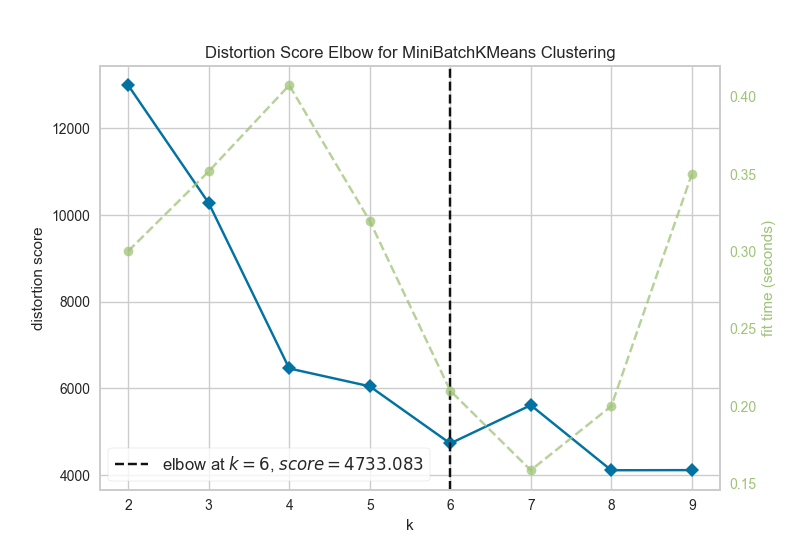 Distortion Score Elbow for MiniBatchKMeans Clustering
distortion score
12000
10000
8000
6000
4000
elbow at k = 6, score = 4733.083
2 3 4 5 6 7 8 9
k
0.40
0.35
0.30
0.25
0.20
0.15
fit time (seconds)